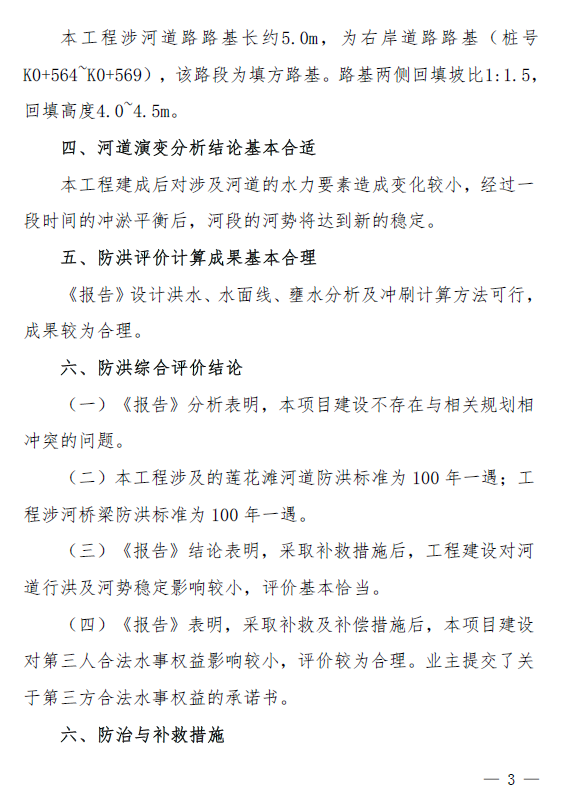 本工程涉河道路路基长约5.0m，为右岸道路路基（桩号
K0+564~K0+569），该路段为填方路基。路基两侧回填坡比1:1.5，
回填高度4.0~4.5m。
四、河道演变分析结论基本合适
本工程建成后对涉及河道的水力要素造成变化较小，经过一
段时间的冲淤平衡后，河段的河势将达到新的稳定。
五、防洪评价计算成果基本合理
《报告》设计洪水、水面线、壅水分析及冲刷计算方法可行，
成果较为合理。
六、防洪综合评价结论
（一）《报告》分析表明，本项目建设不存在与相关规划相
冲突的问题。
（二）本工程涉及的莲花滩河道防洪标准为 100 年一遇；工
程涉河桥梁防洪标准为 100 年一遇。
（三）《报告》结论表明，采取补救措施后，工程建设对河
道行洪及河势稳定影响较小，评价基本恰当。
（四）《报告》表明，采取补救及补偿措施后，本项目建设
对第三人合法水事权益影响较小，评价较为合理。业主提交了关
于第三方合法水事权益的承诺书。
六、防治与补救措施
— 3 —